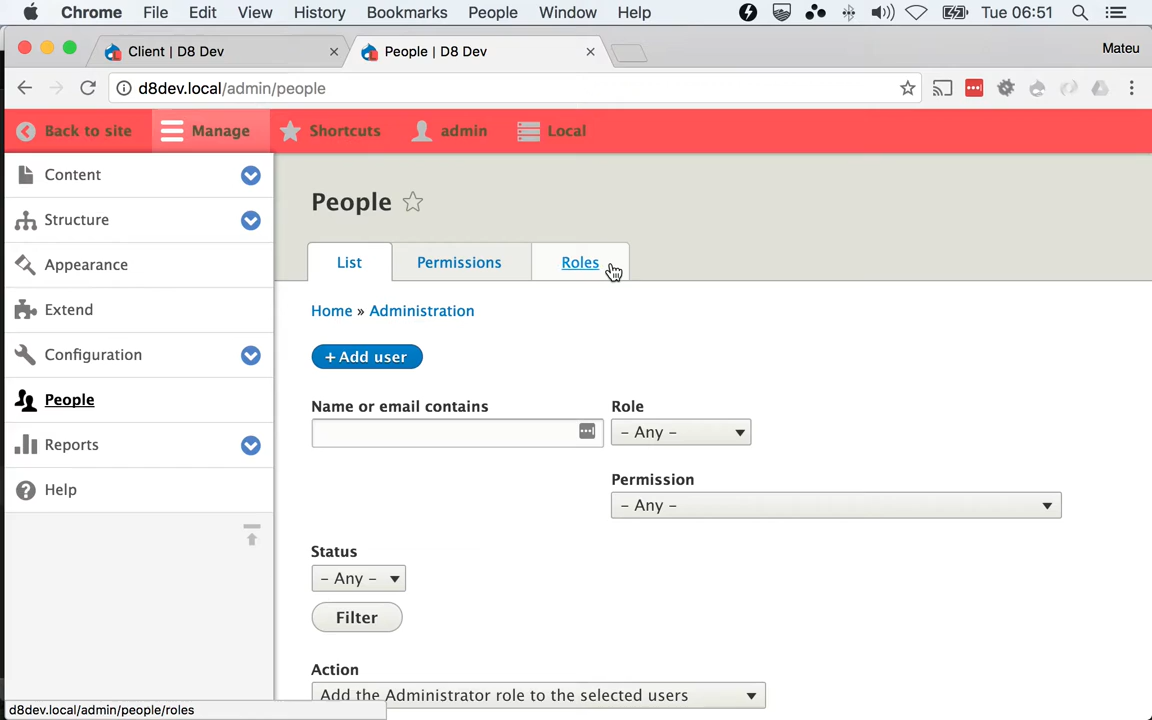 Chrome File Edit View History Bookmarks People Window Help Tue 06:51
Client | D8 Dev People | D8 Dev Mateu
d8dev.local/admin/people
Back to site Manage Shortcuts admin Local
Content
Structure
Appearance
Extend
Configuration
People
Reports
Help
People
List Permissions Roles
Home » Administration
+ Add user
Name or email contains Role
– Any –
Permission
– Any –
Status
– Any –
Filter
Action
Add the Administrator role to the selected users
d8dev.local/admin/people/roles